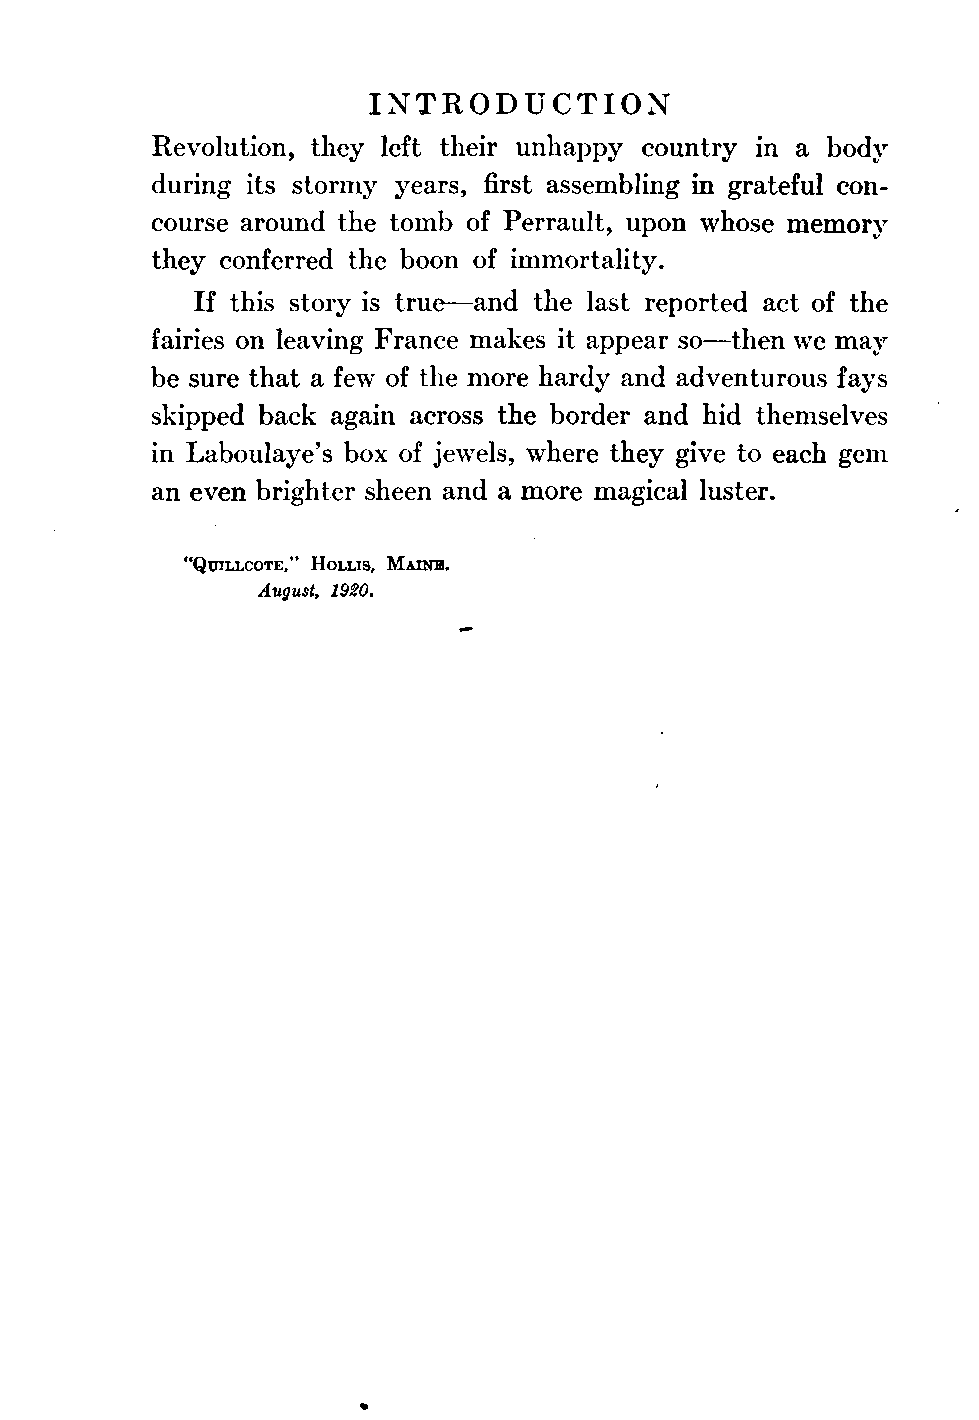 INTRODUCTION
Revolution, they left their unhappy country in a body
during its stormy years, first assembling in grateful con-
course around the tomb of Perrault, upon whose memory
they conferred the boon of immortality.
If this story is true—and the last reported act of the
fairies on leaving France makes it appear so—then we may
be sure that a few of the more hardy and adventurous fays
skipped back again across the border and hid themselves
in Laboulaye's box of jewels, where they give to each gem
an even brighter sheen and a more magical luster.
"Quillcote," Hollis, Maine.
August, 1920.